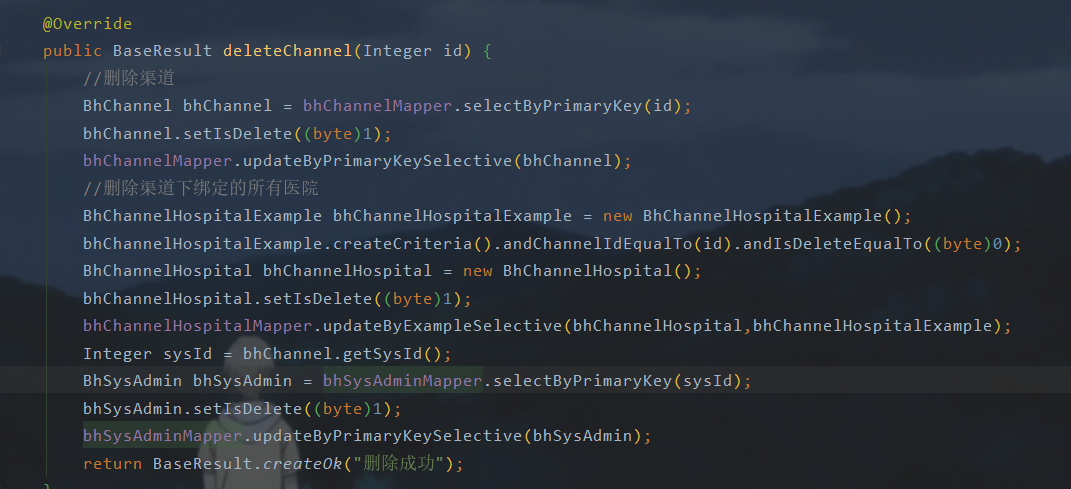 @Override
public BaseResult deleteChannel(Integer id) {
//删除渠道
BhChannel bhChannel = bhChannelMapper.selectByPrimaryKey(id);
bhChannel.setIsDelete((byte)1);
bhChannelMapper.updateByPrimaryKeySelective(bhChannel);
//删除渠道下绑定的所有医院
BhChannelHospitalExample bhChannelHospitalExample = new BhChannelHospitalExample();
bhChannelHospitalExample.createCriteria().andChannelIdEqualTo(id).andIsDeleteEqualTo((byte)0);
BhChannelHospital bhChannelHospital = new BhChannelHospital();
bhChannelHospital.setIsDelete((byte)1);
bhChannelHospitalMapper.updateByExampleSelective(bhChannelHospital,bhChannelHospitalExample);
Integer sysId = bhChannel.getSysId();
BhSysAdmin bhSysAdmin = bhSysAdminMapper.selectByPrimaryKey(sysId);
bhSysAdmin.setIsDelete((byte)1);
bhSysAdminMapper.updateByPrimaryKeySelective(bhSysAdmin);
return BaseResult.createOk("删除成功");
}